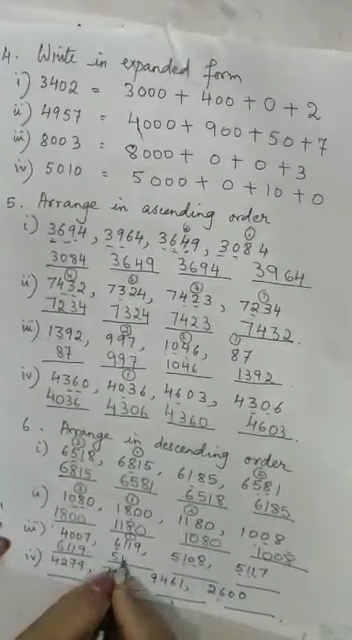 4. Write in expanded form
i) 3402 = 3000 + 400 + 0 + 2
ii) 4957 = 4000 + 900 + 50 + 7
iii) 8003 = 8000 + 0 + 0 + 3
iv) 5010 = 5000 + 0 + 10 + 0
5. Arrange in ascending order
i) 3694, 3964, 3649, 3084
3084 3649 3694 3964
ii) 7432, 7324, 7423, 7234
7234 7324 7423 7432
iii) 1392, 997, 1046, 87
87 997 1046 1392
iv) 4360, 4036, 4603, 4306
4036 4306 4360 4603
6. Arrange in descending order
i) 6518, 6815, 6185, 6581
6815 6581 6518 6185
ii) 1080, 1800, 1180, 1008
1800 1180 1080 1008
iii) 4007, 6119, 5108, 5117
6119
iv) 4279, 9461, 2600